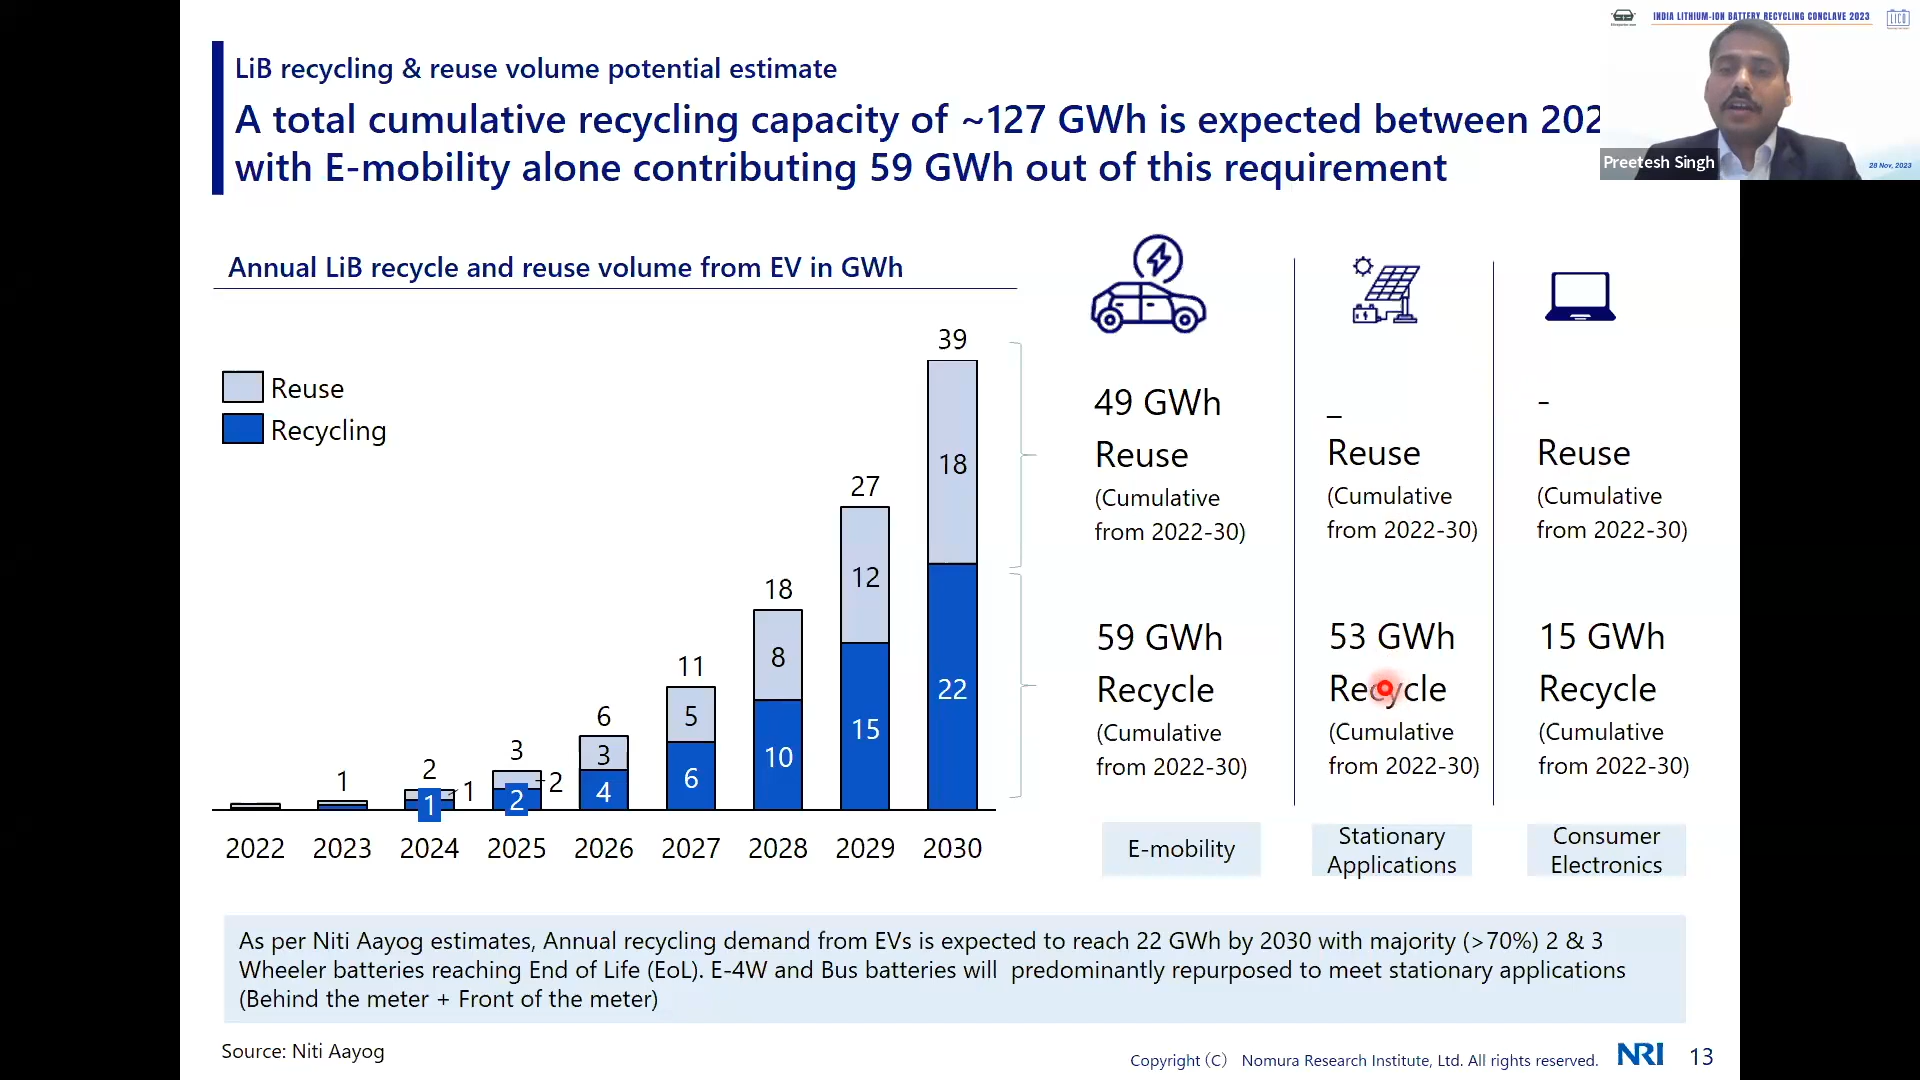 INDIA LITHIUM-ION BATTERY RECYCLING CONCLAVE 2023
LICO
LiB recycling & reuse volume potential estimate
A total cumulative recycling capacity of ~127 GWh is expected between 202
with E-mobility alone contributing 59 GWh out of this requirement
Preetesh Singh
28 Nov, 2023
Annual LiB recycle and reuse volume from EV in GWh
Reuse
Recycling
39
18
22
27
12
15
18
8
10
11
5
6
6
3
4
3
2
2
2
1
1
1
2022 2023 2024 2025 2026 2027 2028 2029 2030
49 GWh
Reuse
(Cumulative
from 2022-30)
59 GWh
Recycle
(Cumulative
from 2022-30)
E-mobility
–
Reuse
(Cumulative
from 2022-30)
53 GWh
Recycle
(Cumulative
from 2022-30)
Stationary
Applications
-
Reuse
(Cumulative
from 2022-30)
15 GWh
Recycle
(Cumulative
from 2022-30)
Consumer
Electronics
As per Niti Aayog estimates, Annual recycling demand from EVs is expected to reach 22 GWh by 2030 with majority (>70%) 2 & 3
Wheeler batteries reaching End of Life (EoL). E-4W and Bus batteries will predominantly repurposed to meet stationary applications
(Behind the meter + Front of the meter)
Source: Niti Aayog
Copyright (C) Nomura Research Institute, Ltd. All rights reserved.
NRI
13